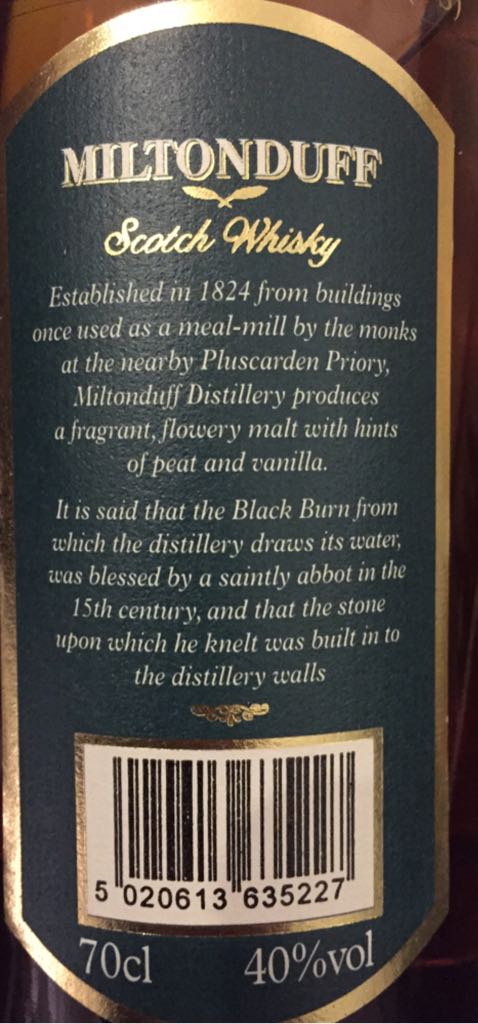 MILTONDUFF
Scotch Whisky
Established in 1824 from buildings
once used as a meal-mill by the monks
at the nearby Pluscarden Priory,
Miltonduff Distillery produces
a fragrant, flowery malt with hints
of peat and vanilla.
It is said that the Black Burn from
which the distillery draws its water,
was blessed by a saintly abbot in the
15th century, and that the stone
upon which he knelt was built in to
the distillery walls
5 020613 635227
70cl 40%vol